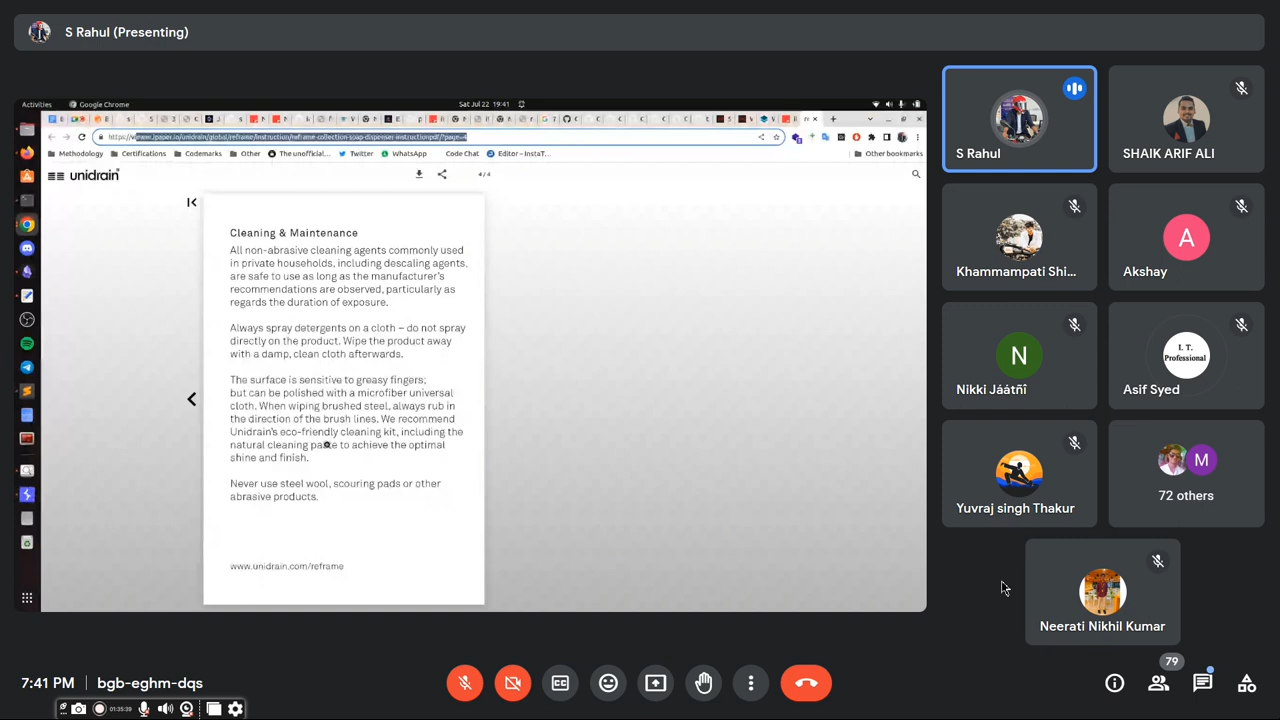 S Rahul (Presenting)
Activities
Google Chrome
Sat Jul 22 19:41
Methodology
Certifications
Codemarks
Other
The unofficial...
Twitter
WhatsApp
Code Chat
Editor – InstaT...
Other bookmarks
unidrain
4 / 4
Cleaning & Maintenance
All non-abrasive cleaning agents commonly used
in private households, including descaling agents,
are safe to use as long as the manufacturer's
recommendations are observed, particularly as
regards the duration of exposure.
Always spray detergents on a cloth – do not spray
directly on the product. Wipe the product away
with a damp, clean cloth afterwards.
The surface is sensitive to greasy fingers;
but can be polished with a microfiber universal
cloth. When wiping brushed steel, always rub in
the direction of the brush lines. We recommend
Unidrain's eco-friendly cleaning kit, including the
natural cleaning paste to achieve the optimal
shine and finish.
Never use steel wool, scouring pads or other
abrasive products.
www.unidrain.com/reframe
S Rahul
SHAIK ARIF ALI
Khammampati Shi...
A
Akshay
N
Nikki Jáátñî
I. T.
Professional
Asif Syed
Yuvraj singh Thakur
M
72 others
Neerati Nikhil Kumar
7:41 PM
bgb-eghm-dqs
79
01:35:39